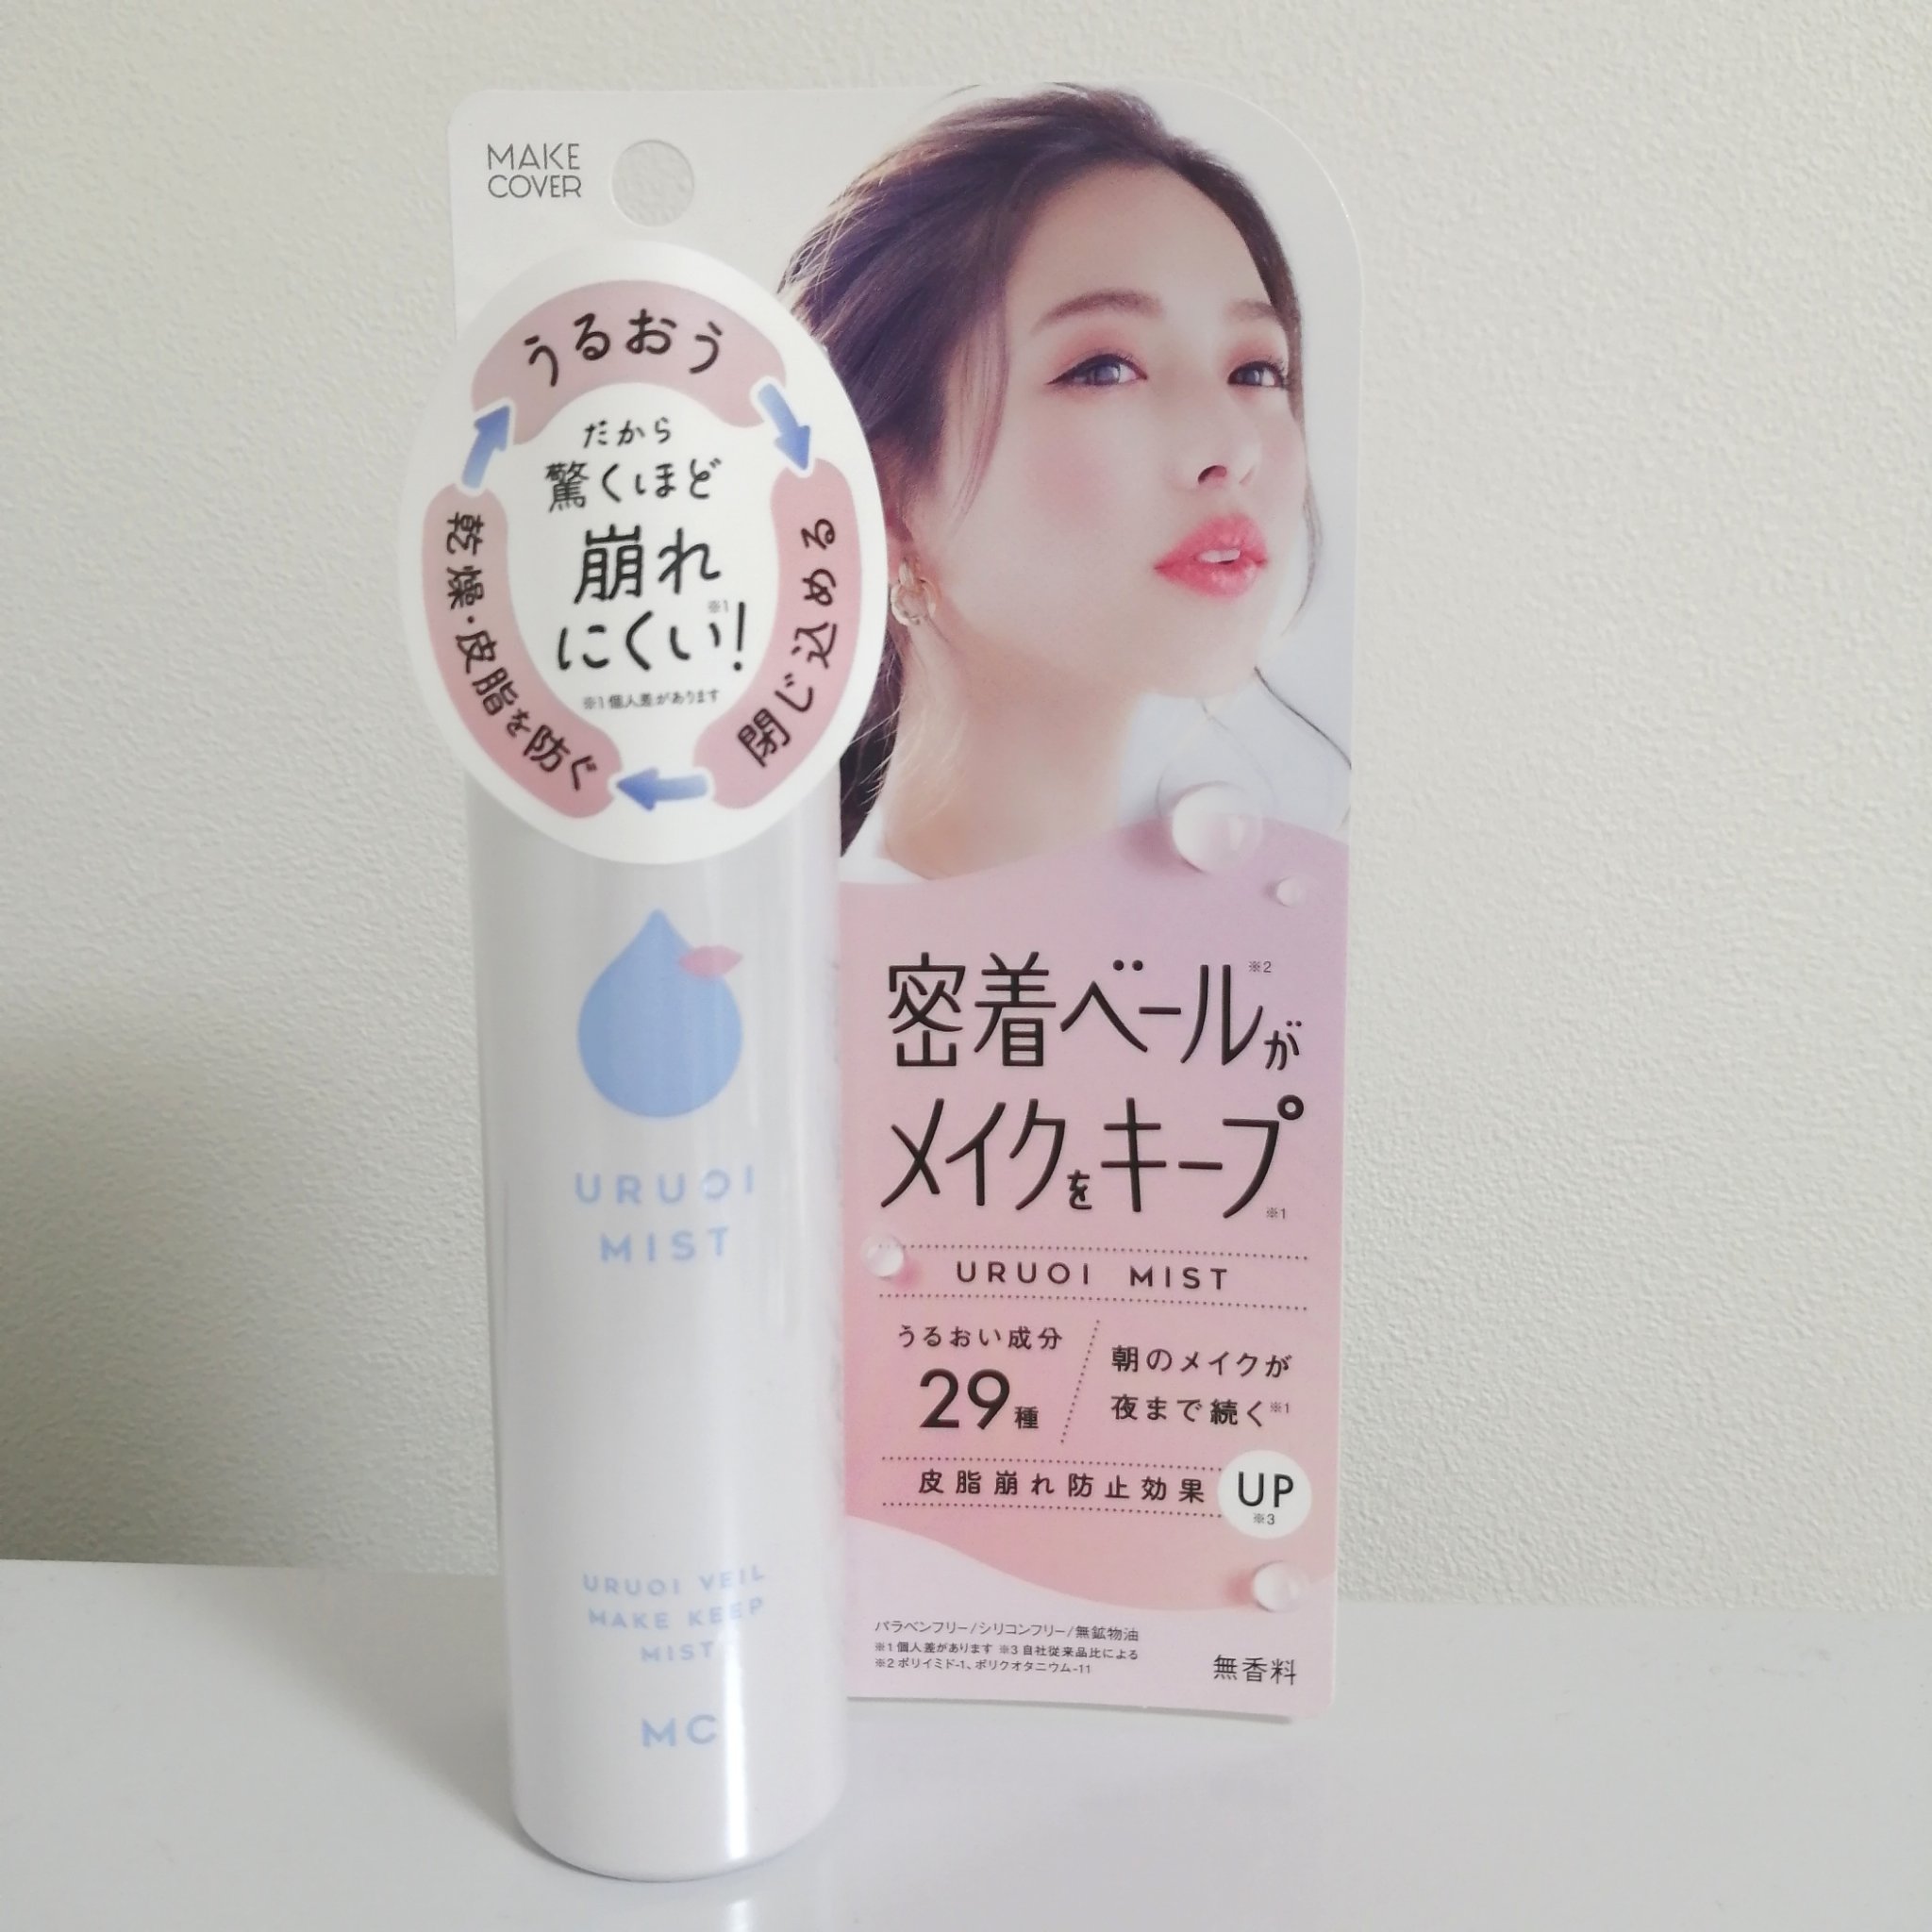 MAKE
COVER
うるおう
だから
驚くほど
崩れ
にくい!※1
※1個人差があります
閉じ込める
乾燥・皮脂を防ぐ
URUOI
MIST
URUOI VEIL
MAKE KEEP
MIST
MC
密着ベール※2が
メイクをキープ※1
URUOI MIST
うるおい成分
29種
朝のメイクが
夜まで続く※1
皮脂崩れ防止効果 UP
※3
パラベンフリー/シリコンフリー/無鉱物油
※1個人差があります ※3自社従来品比による
※2ポリイミド-1、ポリクオタニウム-11
無香料